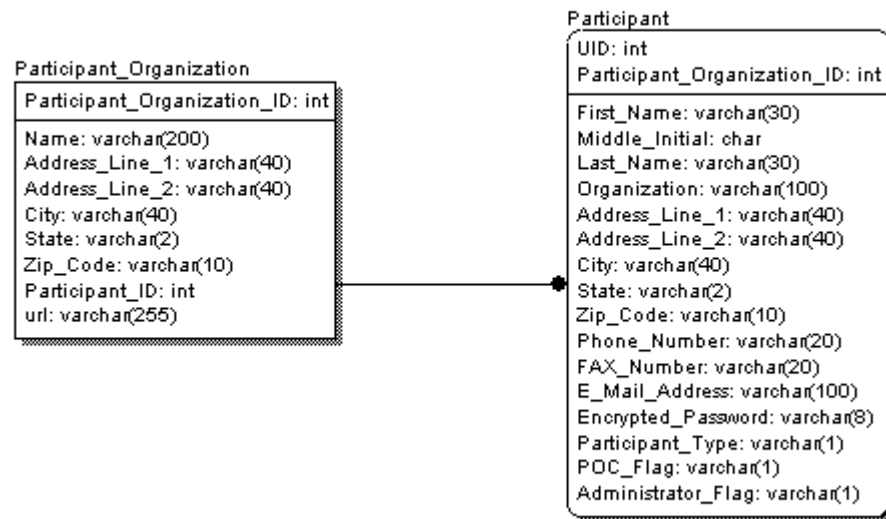 Participant_Organization
Participant_Organization_ID: int
Name: varchar(200)
Address_Line_1: varchar(40)
Address_Line_2: varchar(40)
City: varchar(40)
State: varchar(2)
Zip_Code: varchar(10)
Participant_ID: int
url: varchar(255)
Participant
UID: int
Participant_Organization_ID: int
First_Name: varchar(30)
Middle_Initial: char
Last_Name: varchar(30)
Organization: varchar(100)
Address_Line_1: varchar(40)
Address_Line_2: varchar(40)
City: varchar(40)
State: varchar(2)
Zip_Code: varchar(10)
Phone_Number: varchar(20)
FAX_Number: varchar(20)
E_Mail_Address: varchar(100)
Encrypted_Password: varchar(8)
Participant_Type: varchar(1)
POC_Flag: varchar(1)
Administrator_Flag: varchar(1)